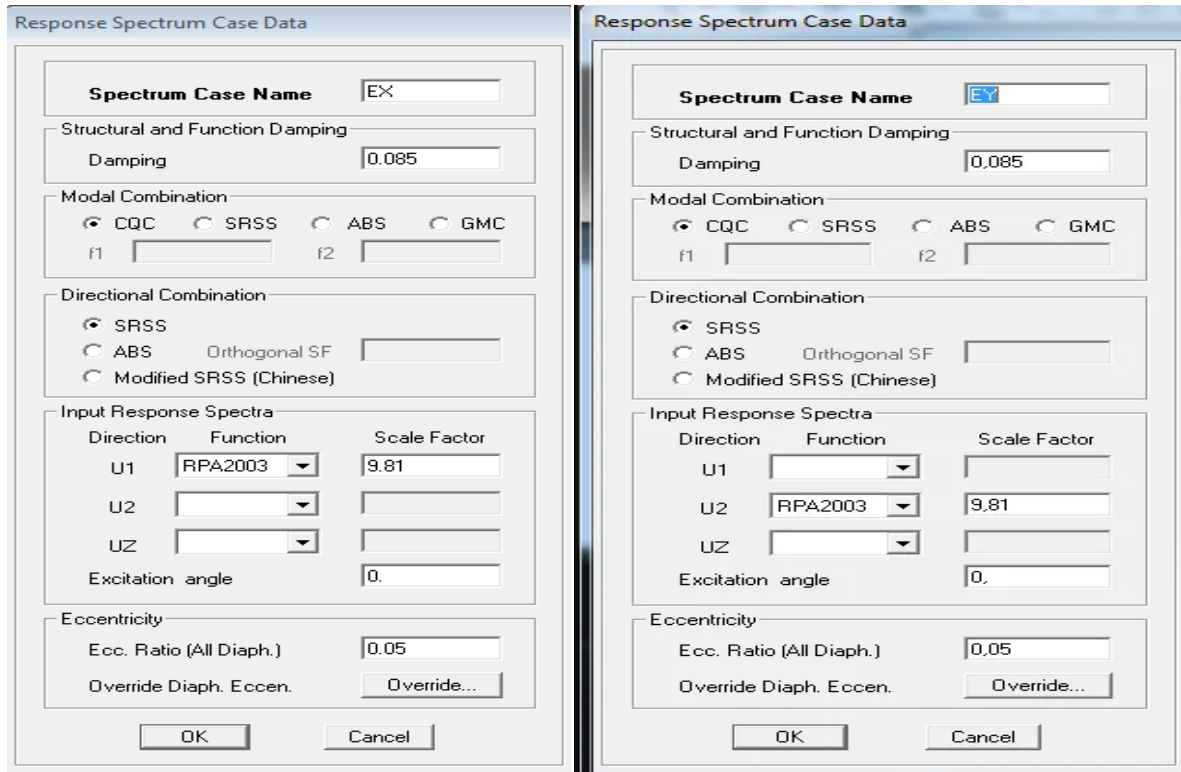 Response Spectrum Case Data
Spectrum Case Name EX
Structural and Function Damping
Damping 0.085
Modal Combination
CQC SRSS ABS GMC
f1 f2
Directional Combination
SRSS
ABS Orthogonal SF
Modified SRSS (Chinese)
Input Response Spectra
Direction Function Scale Factor
U1 RPA2003 9.81
U2
UZ
Excitation angle 0.
Eccentricity
Ecc. Ratio (All Diaph.) 0.05
Override Diaph. Eccen. Override...
OK Cancel
Response Spectrum Case Data
Spectrum Case Name EY
Structural and Function Damping
Damping 0,085
Modal Combination
CQC SRSS ABS GMC
f1 f2
Directional Combination
SRSS
ABS Orthogonal SF
Modified SRSS (Chinese)
Input Response Spectra
Direction Function Scale Factor
U1
U2 RPA2003 9,81
UZ
Excitation angle 0,
Eccentricity
Ecc. Ratio (All Diaph.) 0,05
Override Diaph. Eccen. Override...
OK Cancel